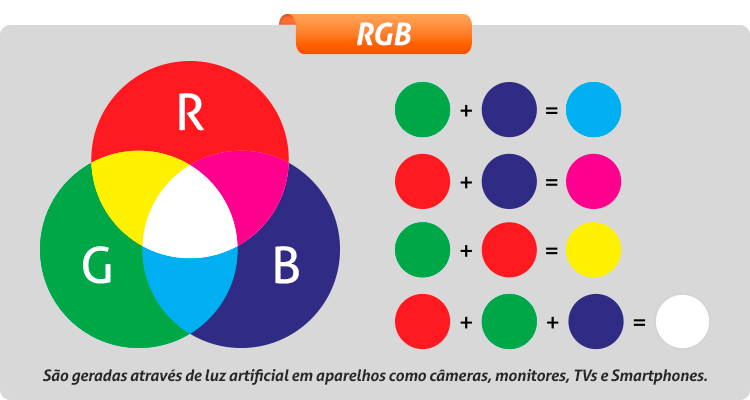 RGB
R
G
B
+ =
+ =
+ =
+ + =
São geradas através de luz artificial em aparelhos como câmeras, monitores, TVs e Smartphones.